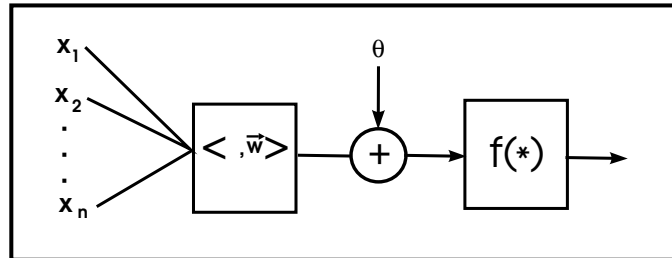 x₁
x₂
.
.
.
xₙ
< ,w⃗>
θ
+
f(*)